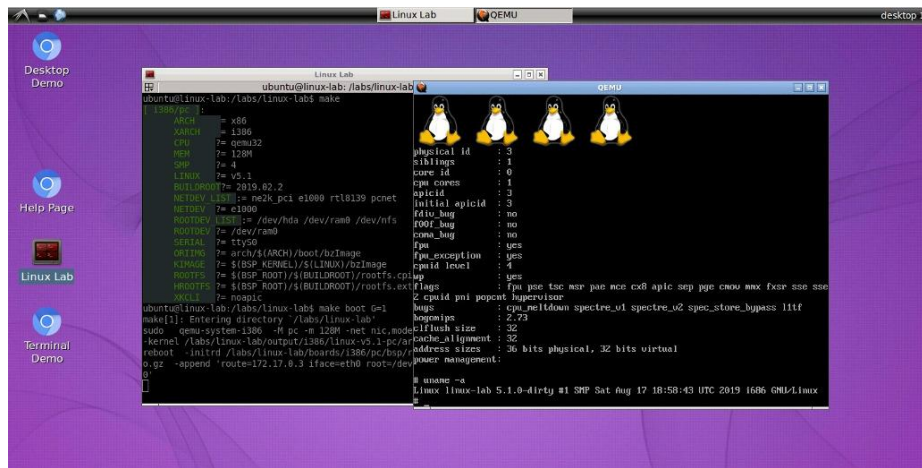 Linux Lab
QEMU
desktop
Desktop
Demo
Help Page
Linux Lab
Terminal
Demo
Linux Lab
ubuntu@linux-lab: /labs/linux-lab
ubuntu@linux-lab:/labs/linux-lab$ make
[ i386/pc ]:
ARCH = x86
XARCH = i386
CPU ?= qemu32
MEM ?= 128M
SMP ?= 4
LINUX ?= v5.1
BUILDROOT?= 2019.02.2
NETDEV_LIST := ne2k_pci e1000 rtl8139 pcnet
NETDEV ?= e1000
ROOTDEV_LIST := /dev/hda /dev/ram0 /dev/nfs
ROOTDEV ?= /dev/ram0
SERIAL ?= ttyS0
ORIIMG ?= arch/$(ARCH)/boot/bzImage
KIMAGE ?= $(BSP_KERNEL)/$(LINUX)/bzImage
ROOTFS ?= $(BSP_ROOT)/$(BUILDROOT)/rootfs.cpi
HROOTFS ?= $(BSP_ROOT)/$(BUILDROOT)/rootfs.ext
XKCLI ?= noapic
ubuntu@linux-lab:/labs/linux-lab$ make boot G=1
make[1]: Entering directory `/labs/linux-lab'
sudo qemu-system-i386 -M pc -m 128M -net nic,mode
-kernel /labs/linux-lab/output/i386/linux-v5.1-pc/ar
reboot -initrd /labs/linux-lab/boards/i386/pc/bsp/r
o.gz -append 'route=172.17.0.3 iface=eth0 root=/dev
0'
QEMU
physical id : 3
siblings : 1
core id : 0
cpu cores : 1
apicid : 3
initial apicid : 3
fdiv_bug : no
f00f_bug : no
coma_bug : no
fpu : yes
fpu_exception : yes
cpuid level : 4
wp : yes
flags : fpu pse tsc msr pae mce cx8 apic sep pge cmov mmx fxsr sse sse
2 cpuid pni popcnt hypervisor
bugs : cpu_meltdown spectre_v1 spectre_v2 spec_store_bypass l1tf
bogomips : 2.73
clflush size : 32
cache_alignment : 32
address sizes : 36 bits physical, 32 bits virtual
power management:
# uname -a
Linux linux-lab 5.1.0-dirty #1 SMP Sat Aug 17 18:58:43 UTC 2019 i686 GNU/Linux
#